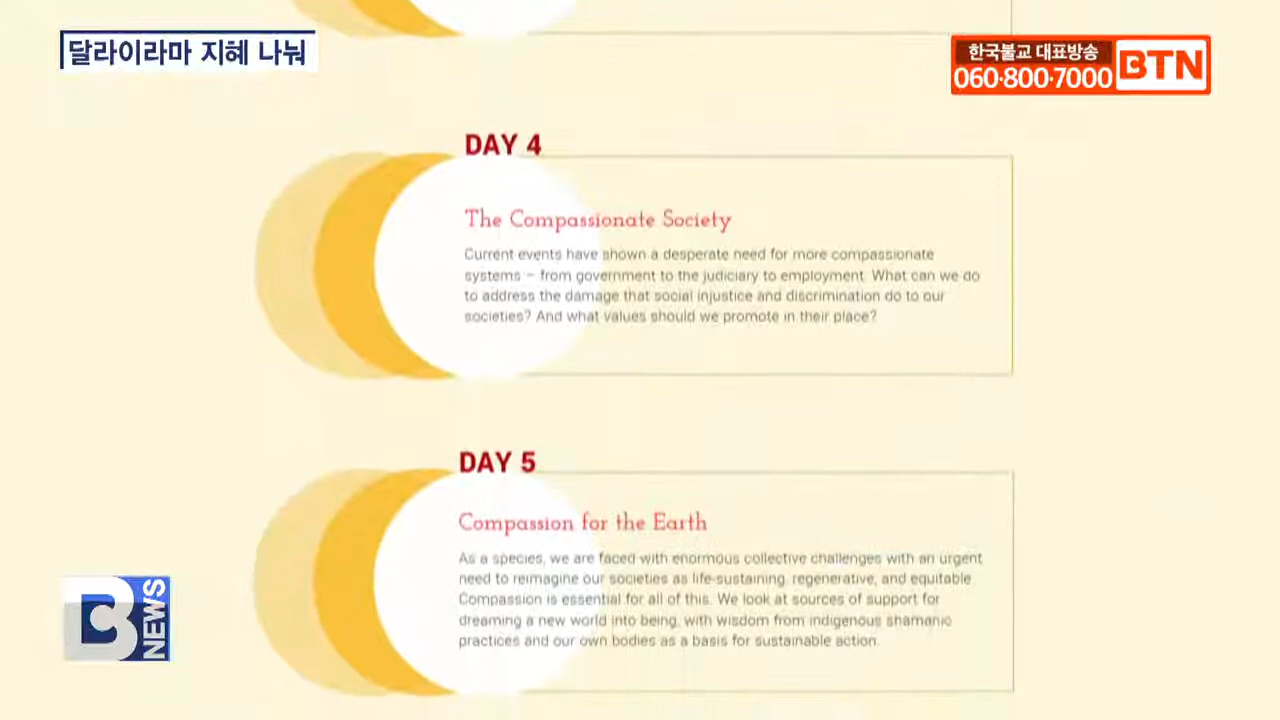 달라이라마 지혜 나눠
한국불교 대표방송
060·800·7000
BTN
DAY 4
The Compassionate Society
Current events have shown a desperate need for more compassionate
systems – from government to the judiciary to employment. What can we do
to address the damage that social injustice and discrimination do to our
societies? And what values should we promote in their place?
DAY 5
Compassion for the Earth
As a species, we are faced with enormous collective challenges with an urgent
need to reimagine our societies as life-sustaining, regenerative, and equitable.
Compassion is essential for all of this. We look at sources of support for
dreaming a new world into being, with wisdom from indigenous shamanic
practices and our own bodies as a basis for sustainable action.
B NEWS